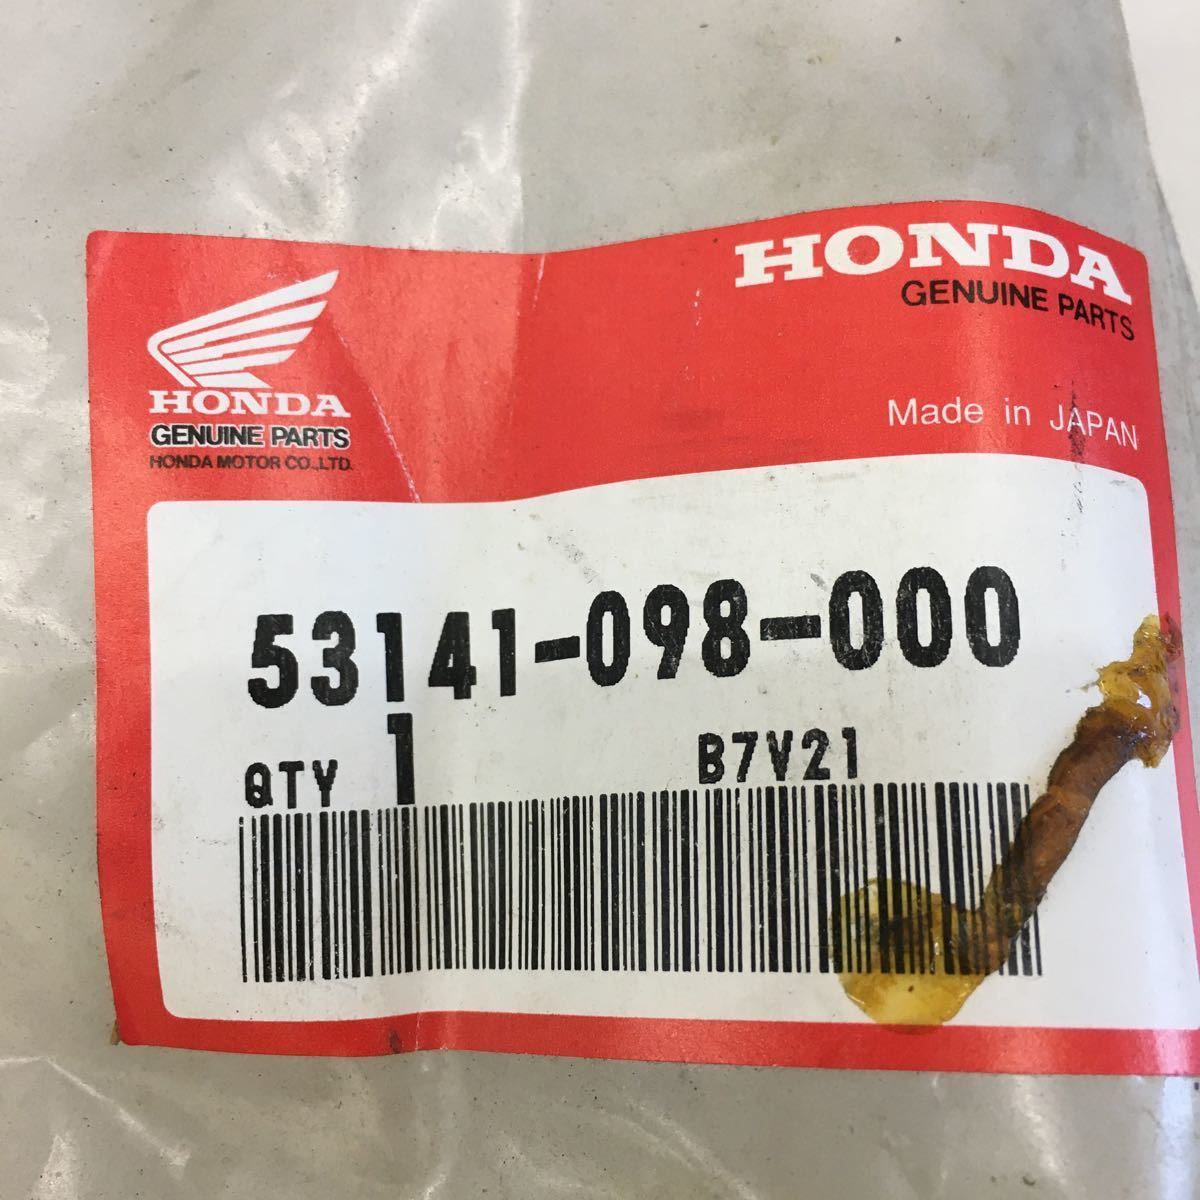 HONDA
GENUINE PARTS
Made in JAPAN
HONDA
GENUINE PARTS
HONDA MOTOR CO.,LTD.
53141-098-000
QTY 1 B7V21